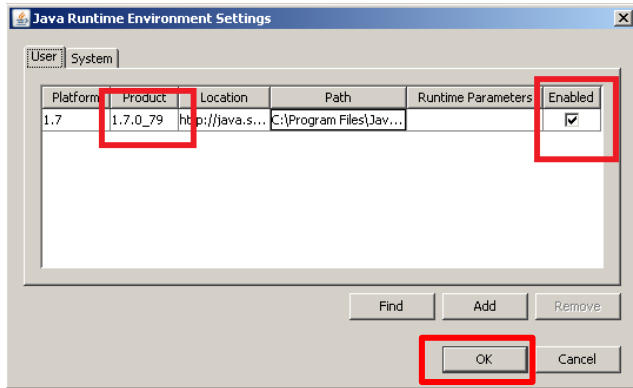 Java Runtime Environment Settings
User System
Platform Product Location Path Runtime Parameters Enabled
1.7 1.7.0_79 http://java.s... C:\Program Files\Jav...
Find Add Remove
OK Cancel